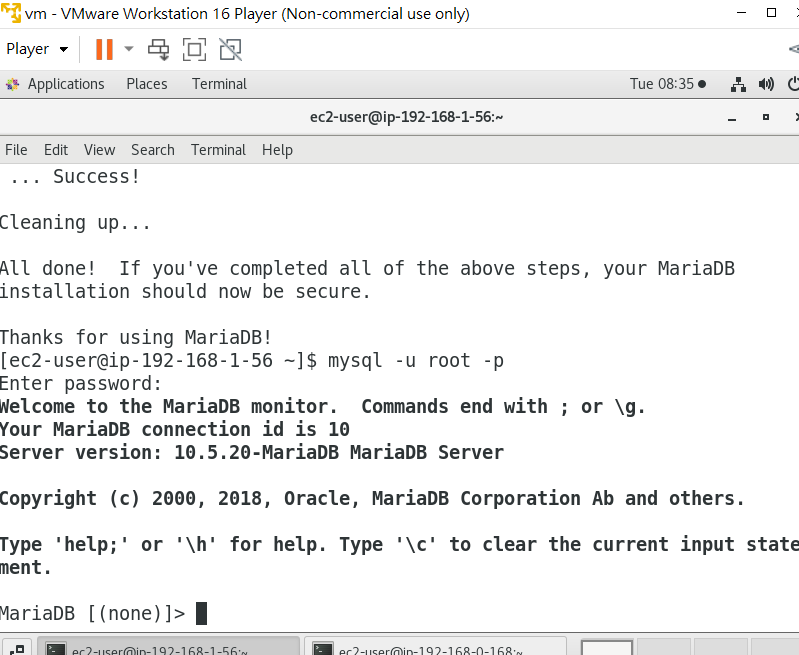 vm - VMware Workstation 16 Player (Non-commercial use only)
Player
Applications Places Terminal Tue 08:35
ec2-user@ip-192-168-1-56:~
File Edit View Search Terminal Help
... Success!
Cleaning up...
All done!  If you've completed all of the above steps, your MariaDB
installation should now be secure.
Thanks for using MariaDB!
[ec2-user@ip-192-168-1-56 ~]$ mysql -u root -p
Enter password:
Welcome to the MariaDB monitor.  Commands end with ; or \g.
Your MariaDB connection id is 10
Server version: 10.5.20-MariaDB MariaDB Server
Copyright (c) 2000, 2018, Oracle, MariaDB Corporation Ab and others.
Type 'help;' or '\h' for help. Type '\c' to clear the current input state
ment.
MariaDB [(none)]>
ec2-user@ip-192-168-1-56:~ ec2-user@ip-192-168-0-168:~